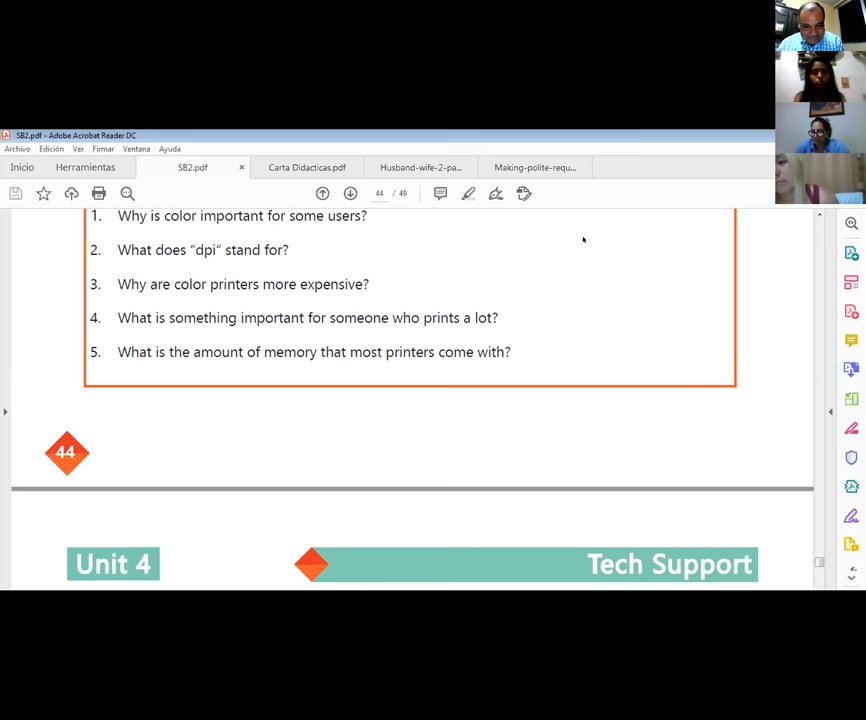 SB2.pdf - Adobe Acrobat Reader DC
Archivo Edición Ver Firmar Ventana Ayuda
Inicio Herramientas SB2.pdf × Carta Didacticas.pdf Husband-wife-2-pa... Making-polite-requ...
44 / 49
1. Why is color important for some users?
2. What does “dpi” stand for?
3. Why are color printers more expensive?
4. What is something important for someone who prints a lot?
5. What is the amount of memory that most printers come with?
44
Unit 4 Tech Support